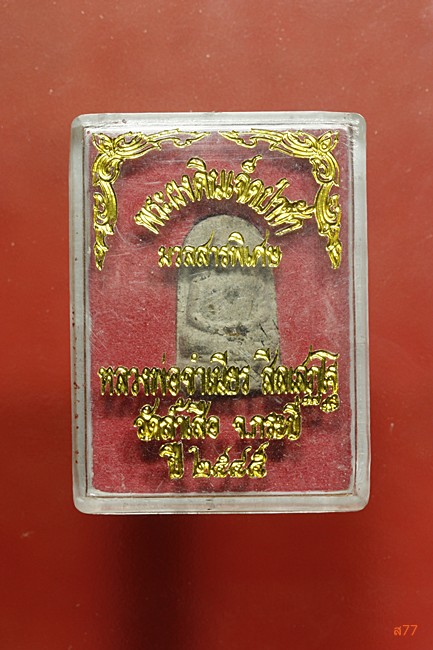 พระผงดินเจ็ดป่าช้า
มวลสารพิเศษ
หลวงพ่อจำเนียร สีลเสฏโฐ
วัดถ้ำเสือ จ.กระบี่
ปี ๒๕๔๕
ส77